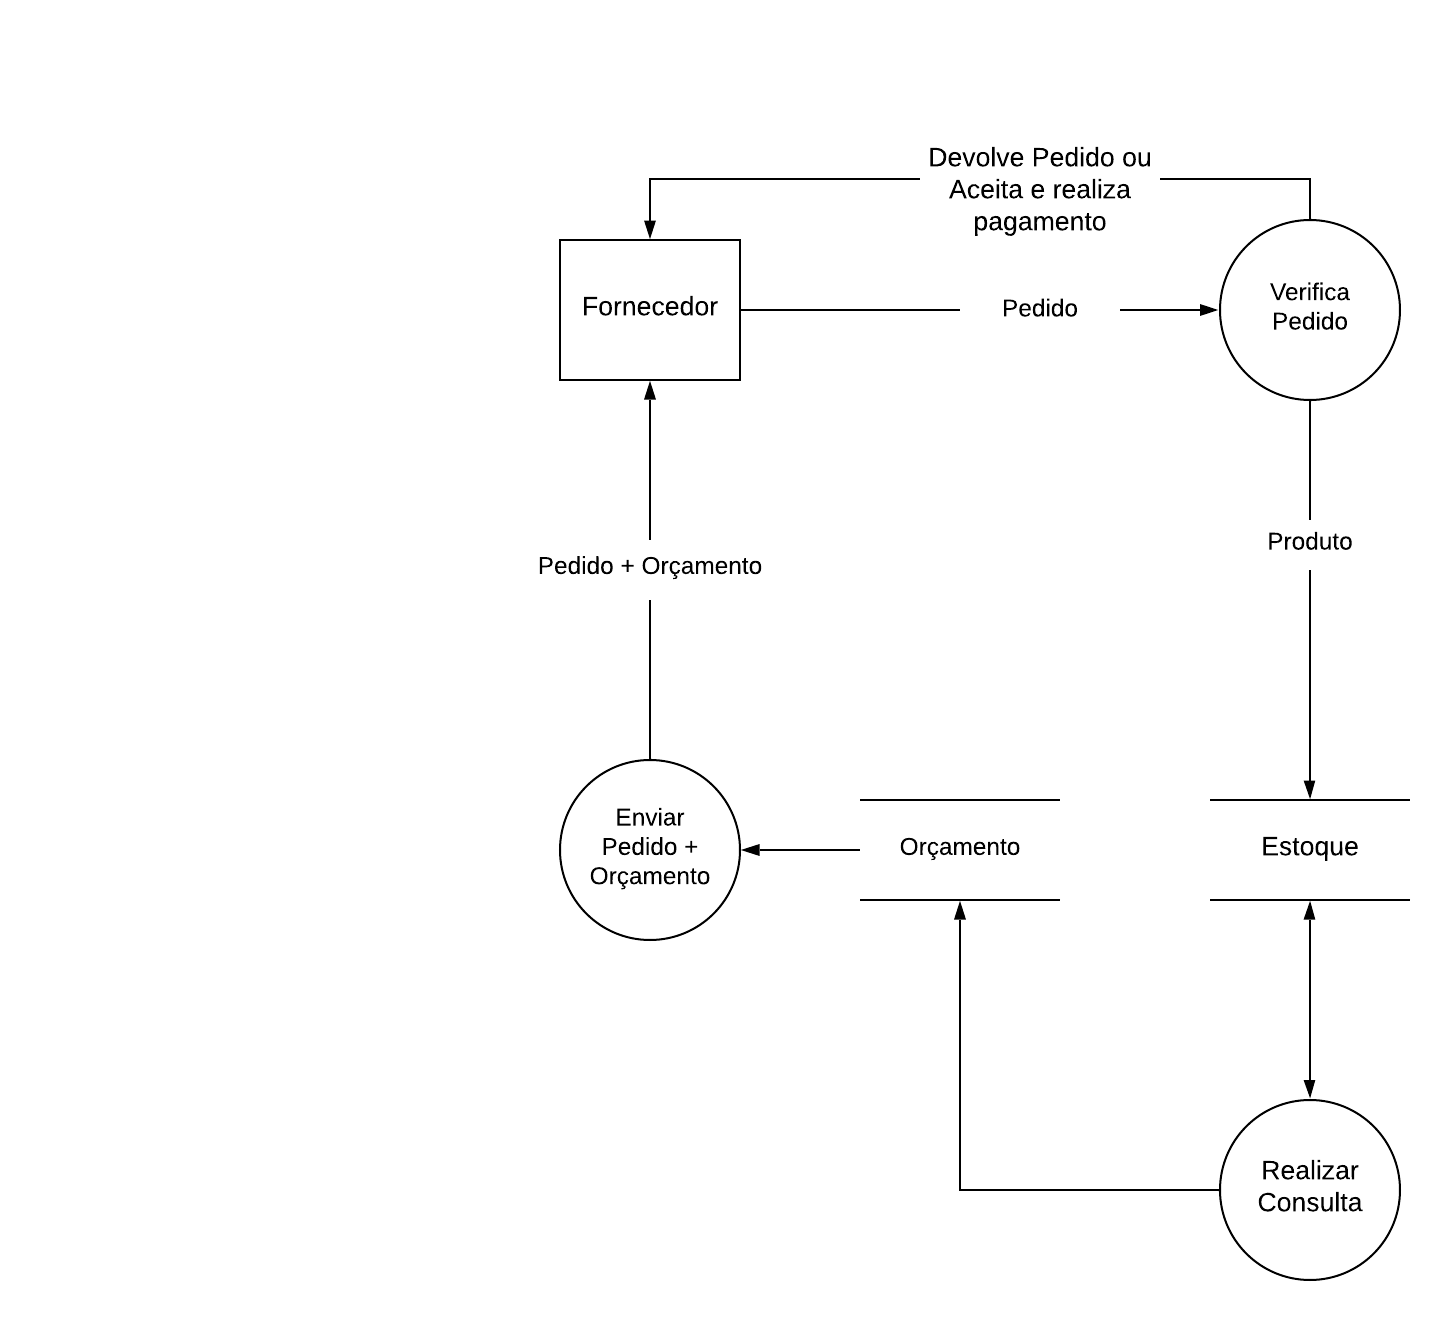 Devolve Pedido ou
Aceita e realiza
pagamento
Fornecedor
Pedido
Verifica
Pedido
Produto
Pedido + Orçamento
Enviar
Pedido +
Orçamento
Orçamento
Estoque
Realizar
Consulta